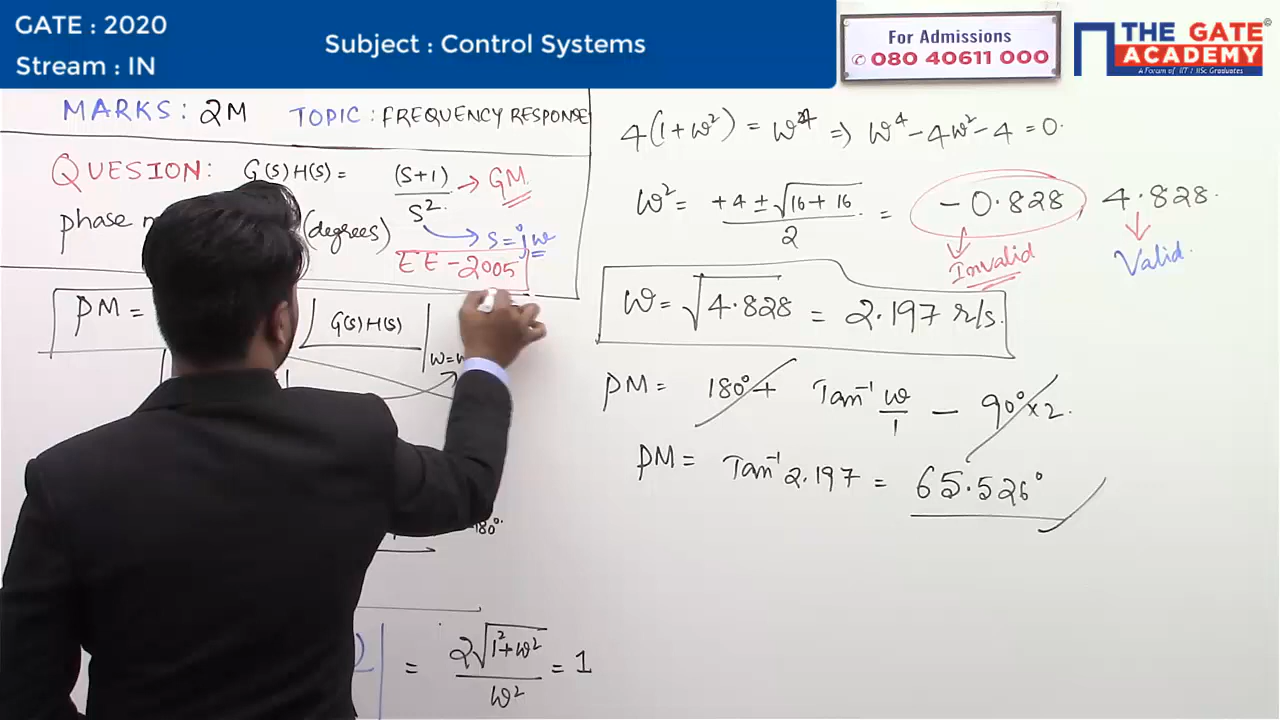 GATE : 2020
Stream : IN
Subject : Control Systems
For Admissions
080 40611 000
THE GATE ACADEMY
A Forum of IIT / IISc Graduates
MARKS: 2M TOPIC : FREQUENCY RESPONSE
QUESION: G(s)H(s) = (s+1)/s² → GM
phase (degrees) → s = jω
EE - 2005
PM = G(s)H(s)
ω=ω
-180°
= 2√(1²+ω²)/ω² = 1
4(1+ω²) = ω⁴ ⇒ ω⁴ - 4ω² - 4 = 0.
ω² = +4 ± √(16 + 16)/2 = -0.828 4.828.
Invalid Valid.
ω = √4.828 = 2.197 r/s.
PM = 180° + Tan⁻¹ ω/1 - 90°×2.
PM = Tan⁻¹ 2.197 = 65.526°